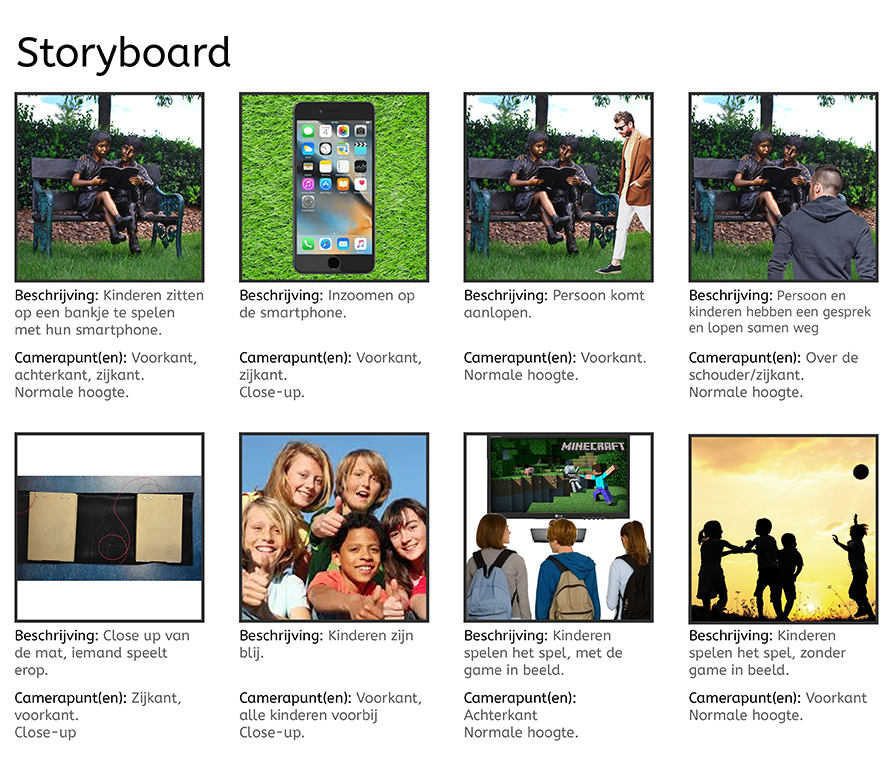 Storyboard
Beschrijving: Kinderen zitten
op een bankje te spelen
met hun smartphone.
Camerapunt(en): Voorkant,
achterkant, zijkant.
Normale hoogte.
Beschrijving: Inzoomen op
de smartphone.
Camerapunt(en): Voorkant,
zijkant.
Close-up.
Beschrijving: Persoon komt
aanlopen.
Camerapunt(en): Voorkant.
Normale hoogte.
Beschrijving: Persoon en
kinderen hebben een gesprek
en lopen samen weg
Camerapunt(en): Over de
schouder/zijkant.
Normale hoogte.
Beschrijving: Close up van
de mat, iemand speelt
erop.
Camerapunt(en): Zijkant,
voorkant.
Close-up
Beschrijving: Kinderen zijn
blij.
Camerapunt(en): Voorkant,
alle kinderen voorbij
Close-up.
MINECRAFT
LG
Beschrijving: Kinderen
spelen het spel, met de
game in beeld.
Camerapunt(en):
Achterkant
Normale hoogte.
Beschrijving: Kinderen
spelen het spel, zonder
game in beeld.
Camerapunt(en): Voorkant
Normale hoogte.